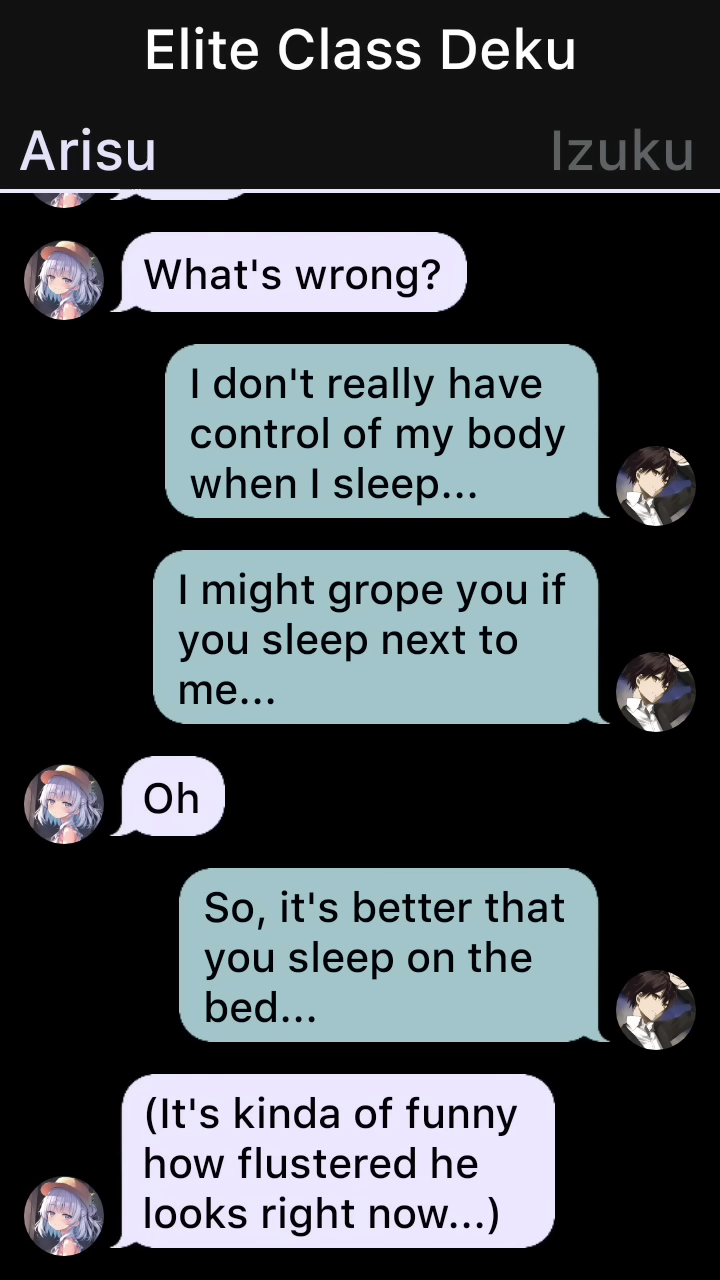 Elite Class Deku
Arisu
Izuku
What's wrong?
I don't really have
control of my body
when I sleep...
I might grope you if
you sleep next to
me...
Oh
So, it's better that
you sleep on the
bed...
(It's kinda of funny
how flustered he
looks right now...)